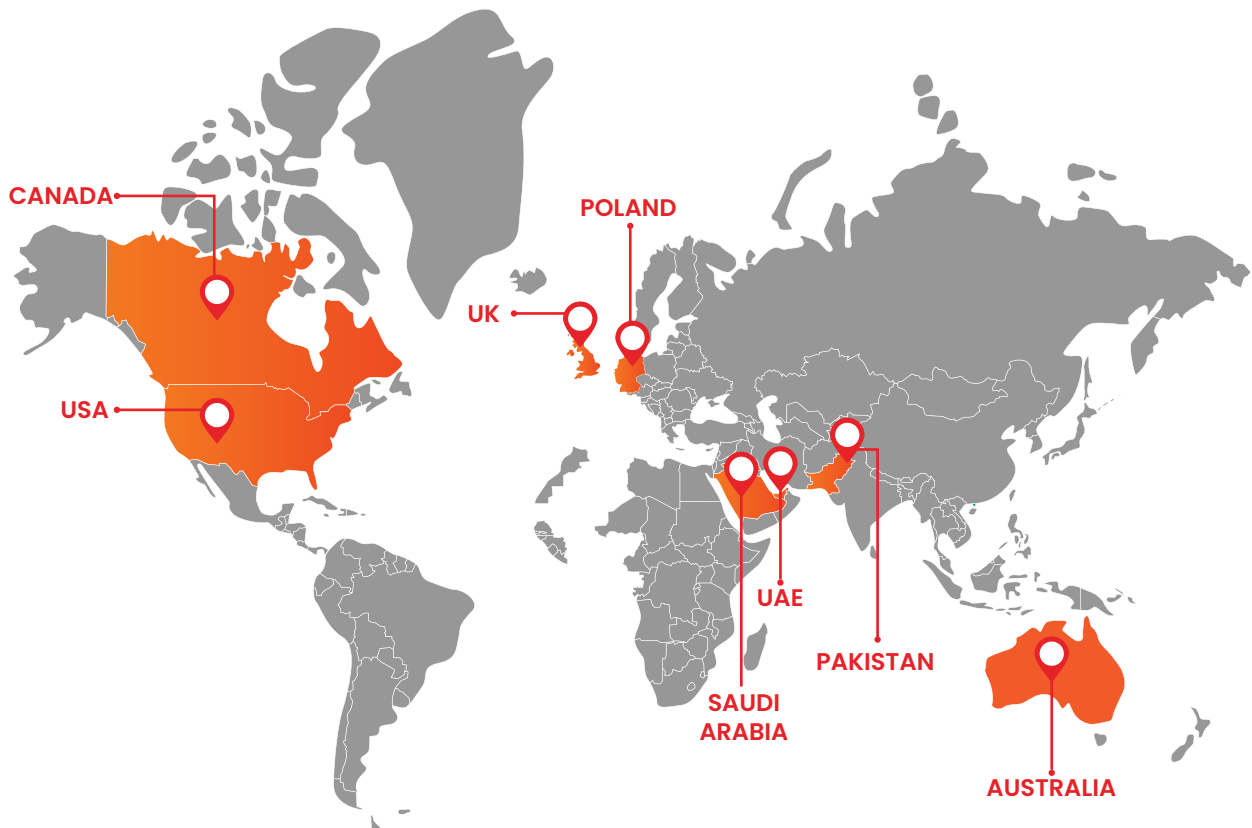 CANADA
POLAND
UK
USA
UAE
PAKISTAN
SAUDI
ARABIA
AUSTRALIA